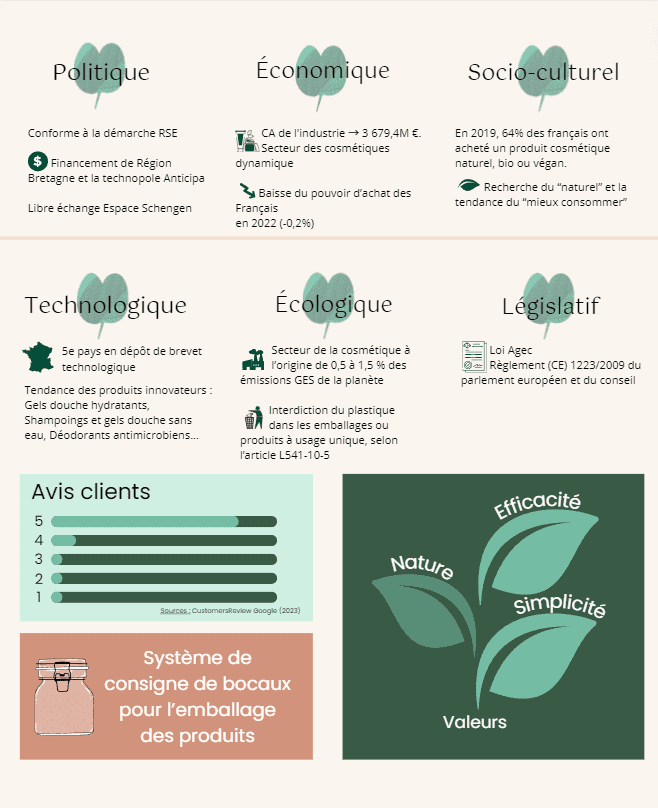 Politique
Économique
Socio-culturel
Conforme à la démarche RSE
$ Financement de Région
Bretagne et la technopole Anticipa
Libre échange Espace Schengen
CA de l'industrie → 3 679,4M €.
Secteur des cosmétiques
dynamique
Baisse du pouvoir d'achat des
Français
en 2022 (-0,2%)
En 2019, 64% des français ont
acheté un produit cosmétique
naturel, bio ou végan.
Recherche du “naturel” et la
tendance du “mieux consommer”
Technologique
Écologique
Législatif
5e pays en dépôt de brevet
technologique
Tendance des produits innovateurs :
Gels douche hydratants,
Shampoings et gels douche sans
eau, Déodorants antimicrobiens...
Secteur de la cosmétique à
l'origine de 0,5 à 1,5 % des
émissions GES de la planète
Interdiction du plastique
dans les emballages ou
produits à usage unique, selon
l'article L541-10-5
Loi Agec
Règlement (CE) 1223/2009 du
parlement européen et du conseil
Avis clients
5
4
3
2
1
Sources : CustomersReview Google (2023)
Système de
consigne de bocaux
pour l'emballage
des produits
Efficacité
Nature
Simplicité
Valeurs